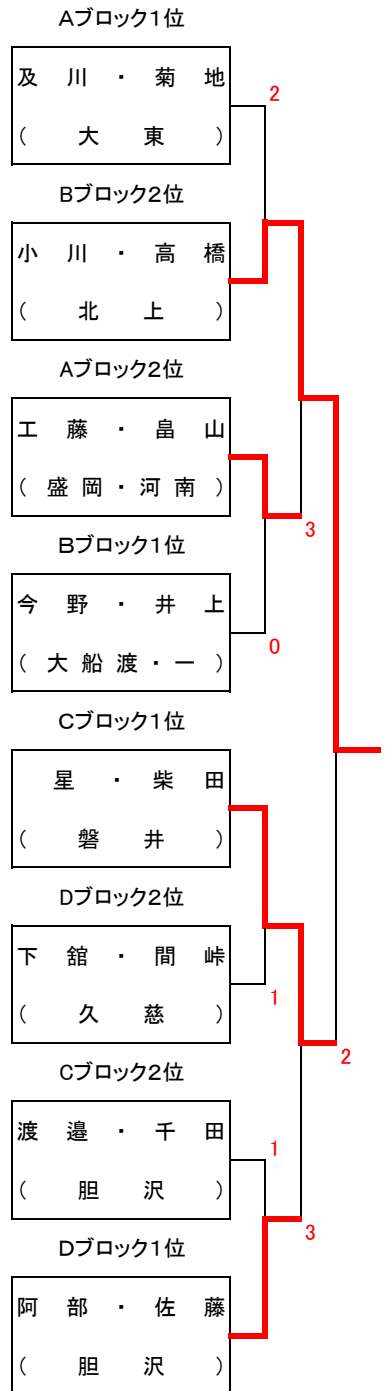 Aブロック1位
及川・菊地
(大東)
2
Bブロック2位
小川・高橋
(北上)
Aブロック2位
工藤・畠山
(盛岡・河南)
3
Bブロック1位
今野・井上
(大船渡・一)
0
Cブロック1位
星・柴田
(磐井)
Dブロック2位
下舘・間峠
(久慈)
1
2
Cブロック2位
渡邉・千田
(胆沢)
1
3
Dブロック1位
阿部・佐藤
(胆沢)